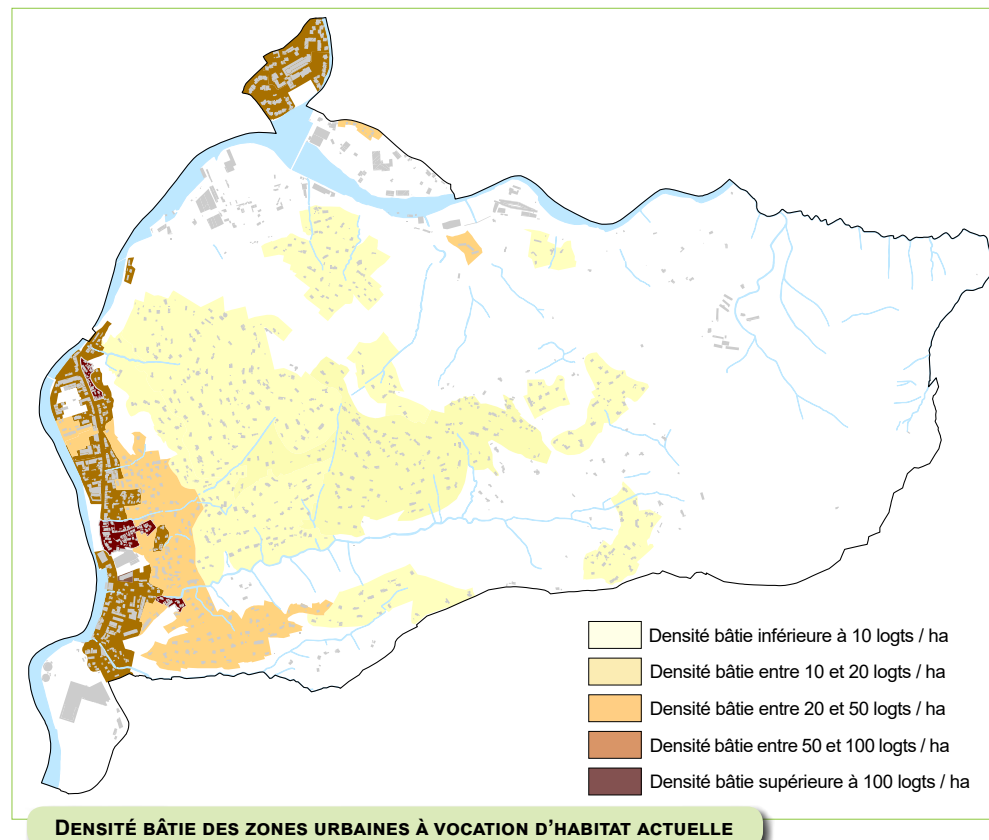 Densité bâtie inférieure à 10 logts / ha
Densité bâtie entre 10 et 20 logts / ha
Densité bâtie entre 20 et 50 logts / ha
Densité bâtie entre 50 et 100 logts / ha
Densité bâtie supérieure à 100 logts / ha
DENSITÉ BÂTIE DES ZONES URBAINES À VOCATION D'HABITAT ACTUELLE